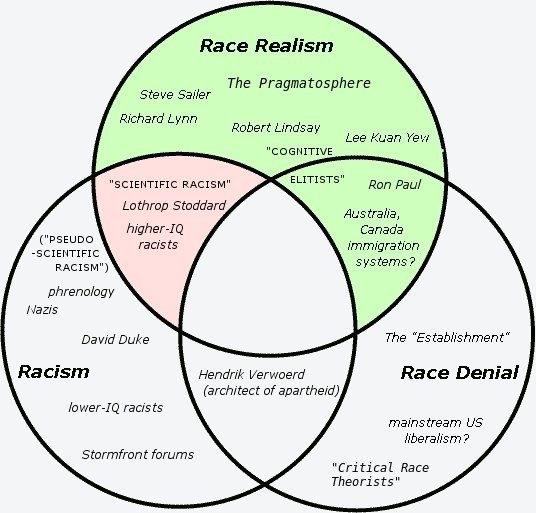 Race Realism
The Pragmatosphere
Steve Sailer
Richard Lynn
Robert Lindsay
Lee Kuan Yew
"COGNITIVE
ELITISTS"
"SCIENTIFIC RACISM"
Lothrop Stoddard
higher-IQ
racists
Ron Paul
Australia,
Canada
immigration
systems?
("PSEUDO
-SCIENTIFIC
RACISM")
phrenology
Nazis
David Duke
Racism
lower-IQ racists
Stormfront forums
Hendrik Verwoerd
(architect of apartheid)
The "Establishment"
Race Denial
mainstream US
liberalism?
"Critical Race
Theorists"